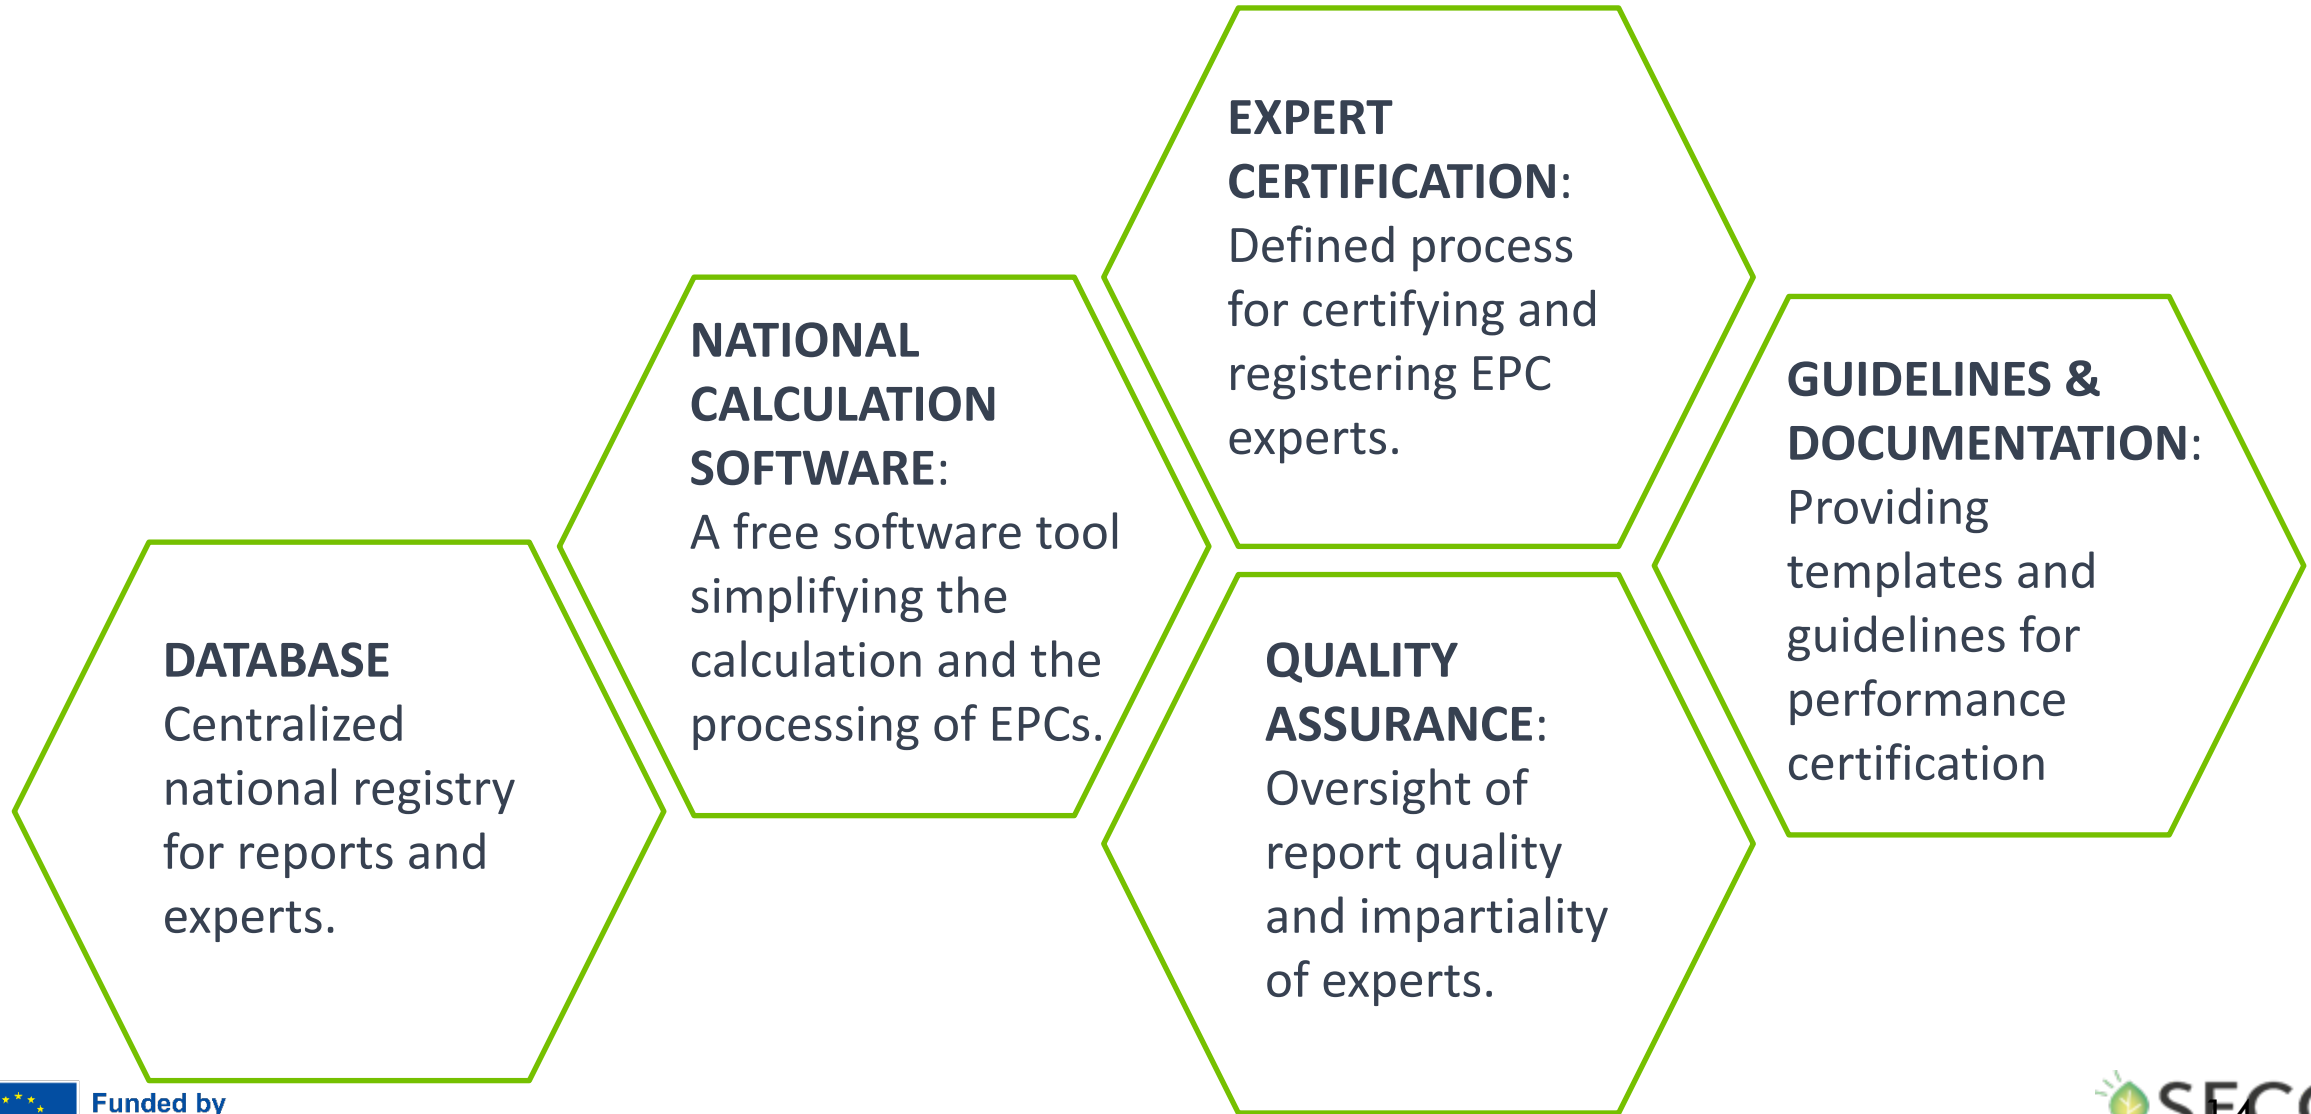 DATABASE
Centralized
national registry
for reports and
experts.
NATIONAL
CALCULATION
SOFTWARE:
A free software tool
simplifying the
calculation and the
processing of EPCs.
EXPERT
CERTIFICATION:
Defined process
for certifying and
registering EPC
experts.
QUALITY
ASSURANCE:
Oversight of
report quality
and impartiality
of experts.
GUIDELINES &
DOCUMENTATION:
Providing
templates and
guidelines for
performance
certification
Funded by